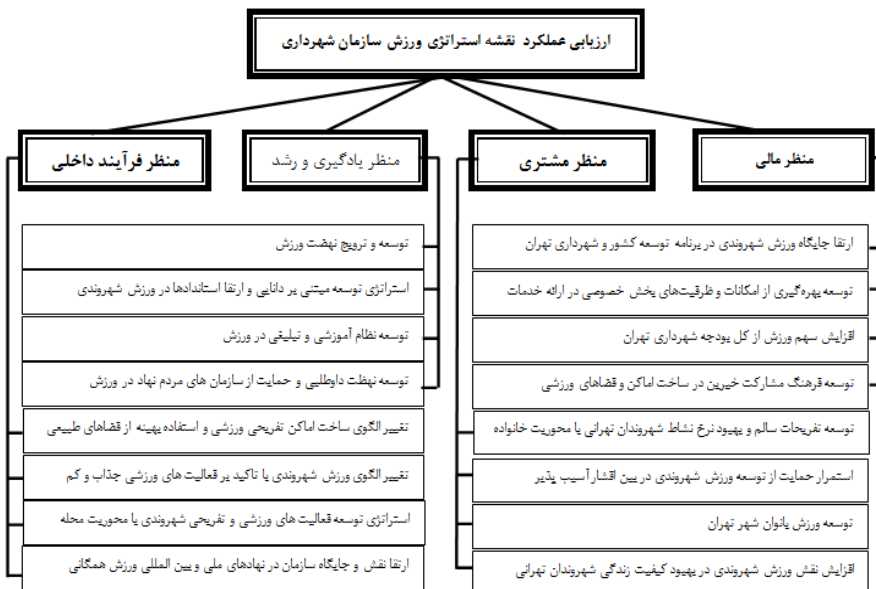 ارزیابی عملکرد نقشه استراتژی ورزش سازمان شهرداری
منظر مالی
منظر مشتری
منظر یادگیری و رشد
منظر فرآیند داخلی
ارتقا جایگاه ورزش شهروندی در برنامه توسعه کشور و شهرداری تهران
توسعه بهره‌گیری از امکانات و ظرفیت‌های بخش خصوصی در ارائه خدمات
افزایش سهم ورزش از کل بودجه شهرداری تهران
توسعه فرهنگ مشارکت خیرین در ساخت اماکن و فضاهای ورزشی
توسعه تفریحات سالم و بهبود نرخ نشاط شهروندان تهرانی با محوریت خانواده
استمرار حمایت از توسعه ورزش شهروندی در بین اقشار آسیب پذیر
توسعه ورزش بانوان شهر تهران
افزایش نقش ورزش شهروندی در بهبود کیفیت زندگی شهروندان تهرانی
توسعه و ترویج نهضت ورزش
استراتژی توسعه مبتنی بر دانایی و ارتقا استانداردها در ورزش شهروندی
توسعه نظام آموزشی و تبلیغی در ورزش
توسعه نهظت داوطلبی و حمایت از سازمان های مردم نهاد در ورزش
تغییر الگوی ساخت اماکن تفریحی ورزشی و استفاده بهینه از فضاهای طبیعی
تغییر الگوی ورزش شهروندی با تاکید بر فعالیت های ورزشی جذاب و کم
استراتژی توسعه فعالیت های ورزشی و تفریحی شهروندی با محوریت محله
ارتقا نقش و جایگاه سازمان در نهادهای ملی و بین المللی ورزش همگانی